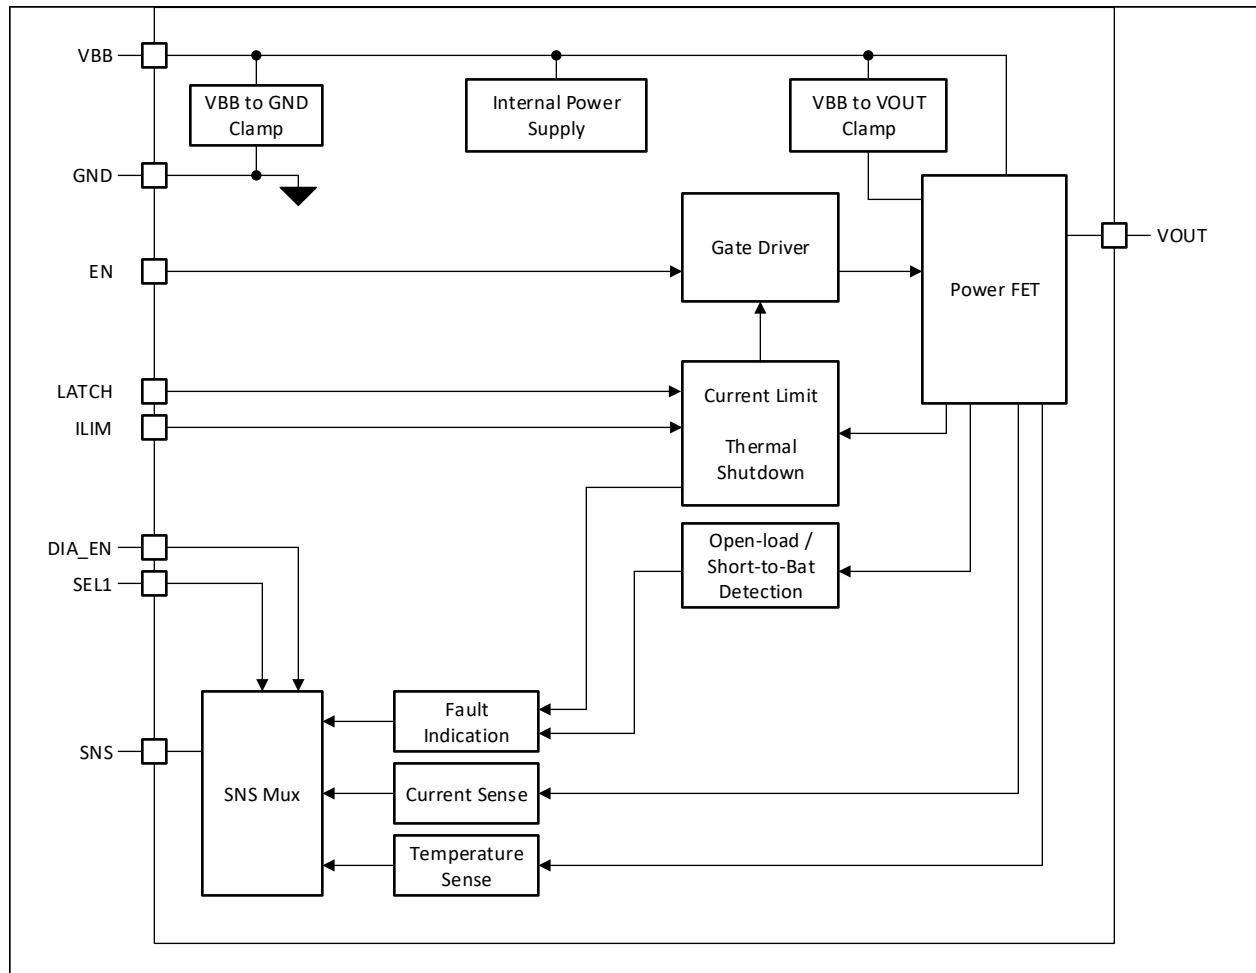 VBB
VBB to GND
Clamp
Internal Power
Supply
VBB to VOUT
Clamp
GND
Gate Driver
VOUT
EN
Power FET
LATCH
ILIM
Current Limit
Thermal
Shutdown
DIA_EN
SEL1
Open-load /
Short-to-Bat
Detection
Fault
Indication
SNS
SNS Mux
Current Sense
Temperature
Sense